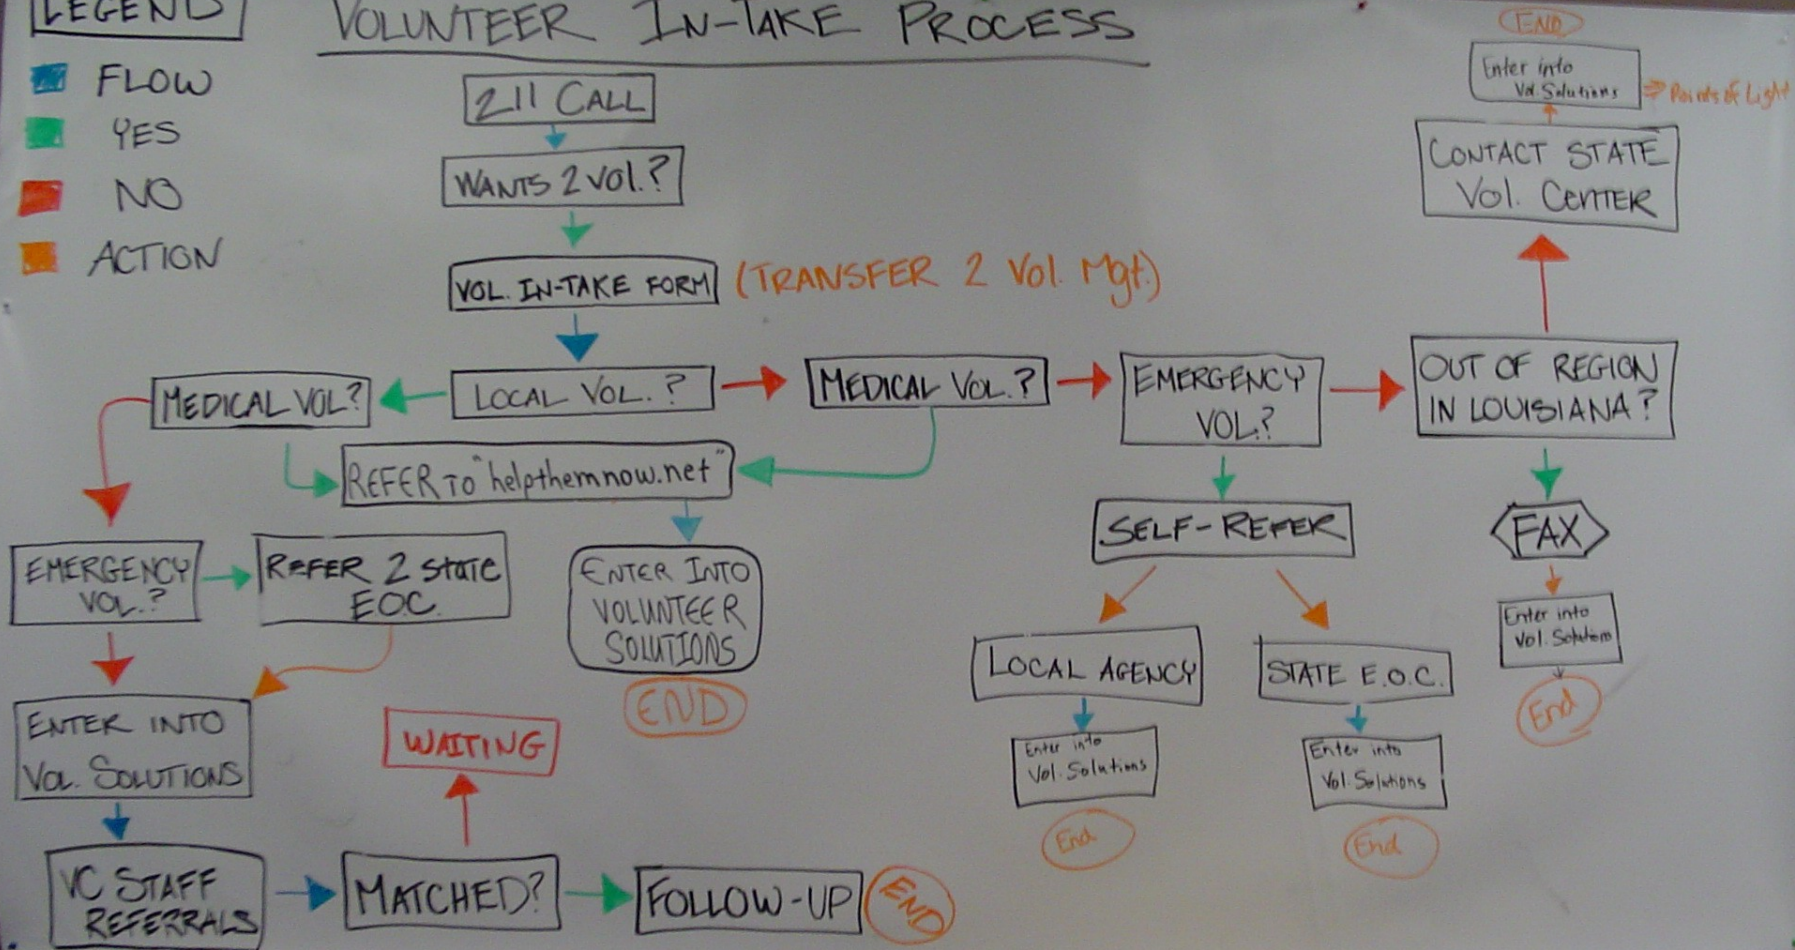 LEGEND
FLOW
YES
NO
ACTION
VOLUNTEER IN-TAKE PROCESS
211 CALL
WANTS 2 VOL.?
VOL. IN-TAKE FORM
(TRANSFER 2 Vol. Mgt.)
MEDICAL VOL?
LOCAL VOL. ?
MEDICAL VOL.?
EMERGENCY
VOL.?
OUT OF REGION
IN LOUISIANA?
END
Enter into
Vol. Solutions
Points of Light
CONTACT STATE
Vol. CENTER
REFER TO "helpthemnow.net"
EMERGENCY
VOL.?
REFER 2 STATE
EOC.
ENTER INTO
VOLUNTEER
SOLUTIONS
END
SELF-REFER
FAX
LOCAL AGENCY
STATE E.O.C.
Enter into
Vol. Solutions
End
Enter into
Vol. Solutions
End
Enter into
Vol. Solutions
End
ENTER INTO
VOL. SOLUTIONS
WAITING
VC STAFF
REFERRALS
MATCHED?
FOLLOW-UP
END